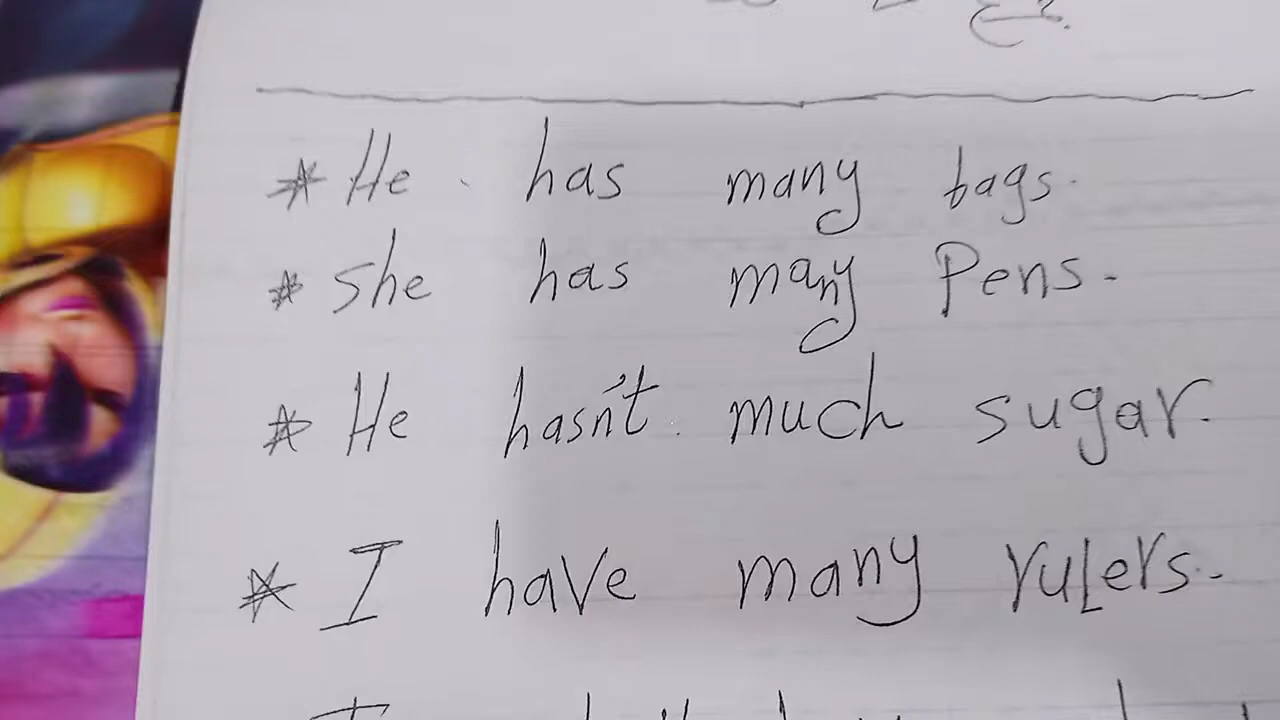 * He has many bags.
* She has many Pens.
* He hasn't much sugar.
* I have many rulers.